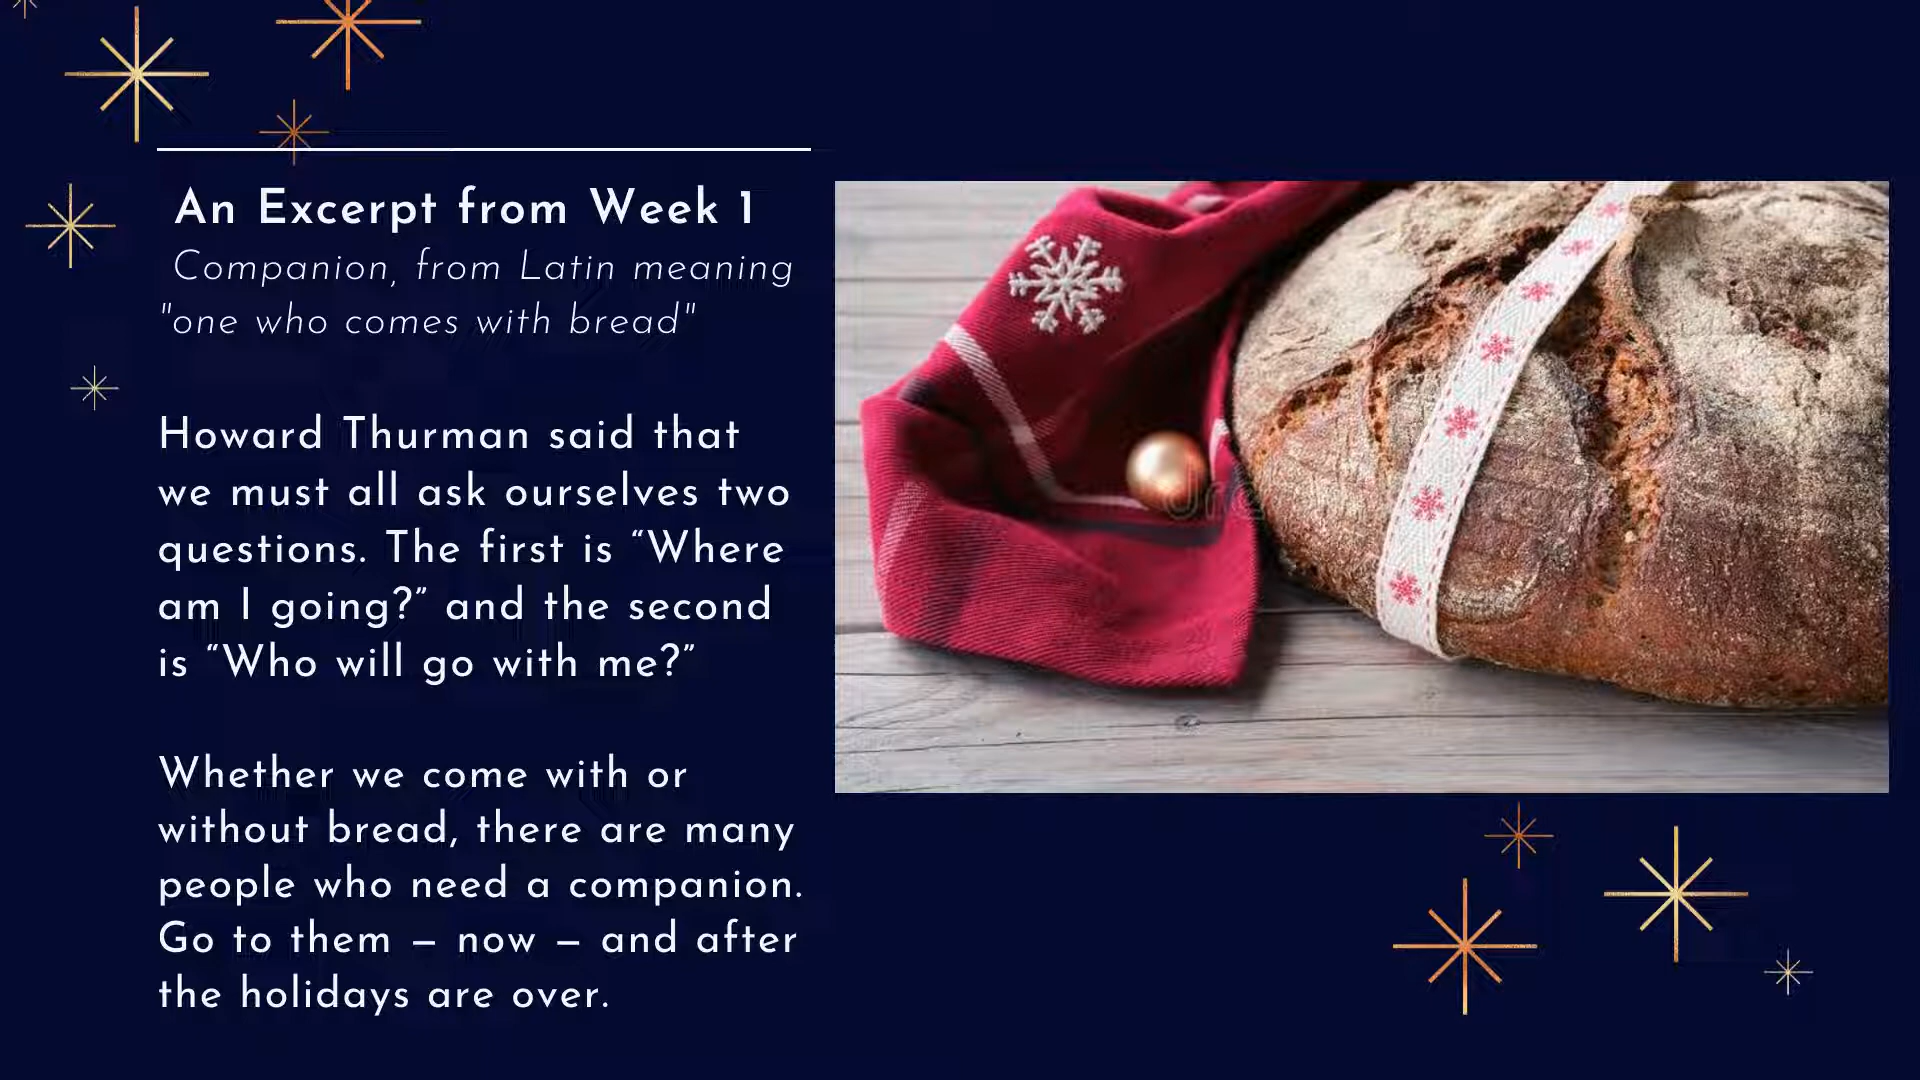 An Excerpt from Week 1
Companion, from Latin meaning
"one who comes with bread"
Howard Thurman said that
we must all ask ourselves two
questions. The first is “Where
am I going?” and the second
is “Who will go with me?”
Whether we come with or
without bread, there are many
people who need a companion.
Go to them – now – and after
the holidays are over.